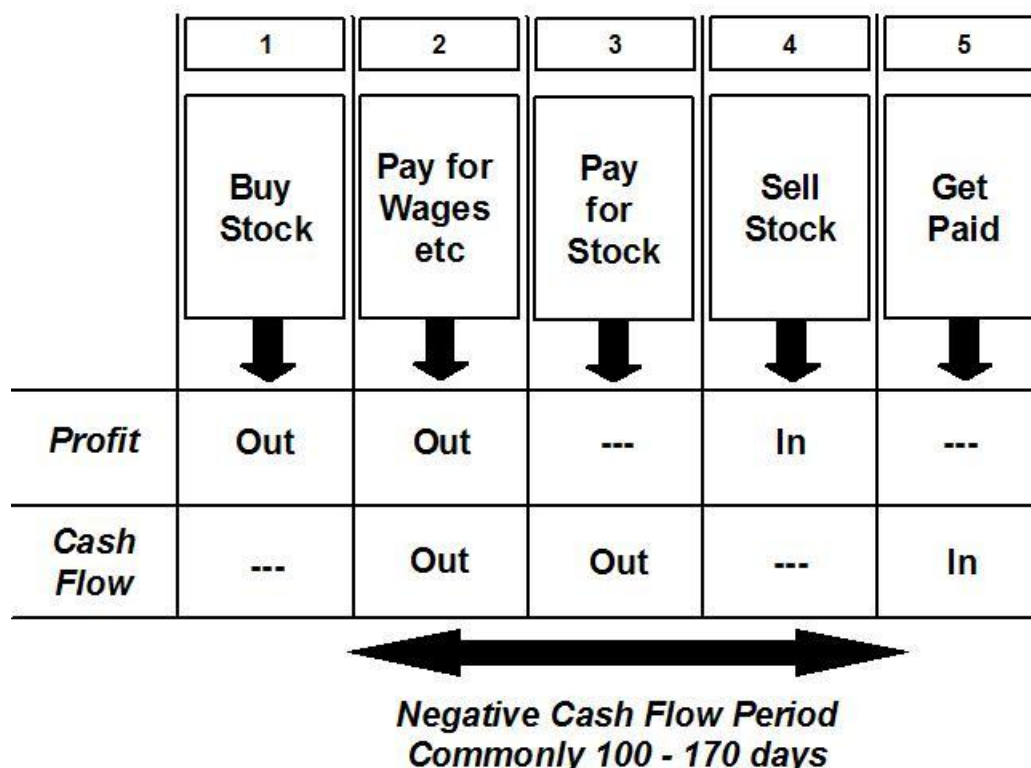 1 2 3 4 5
Buy
Stock
Pay for
Wages
etc
Pay
for
Stock
Sell
Stock
Get
Paid
Profit Out Out --- In ---
Cash
Flow --- Out Out --- In
Negative Cash Flow Period
Commonly 100 - 170 days